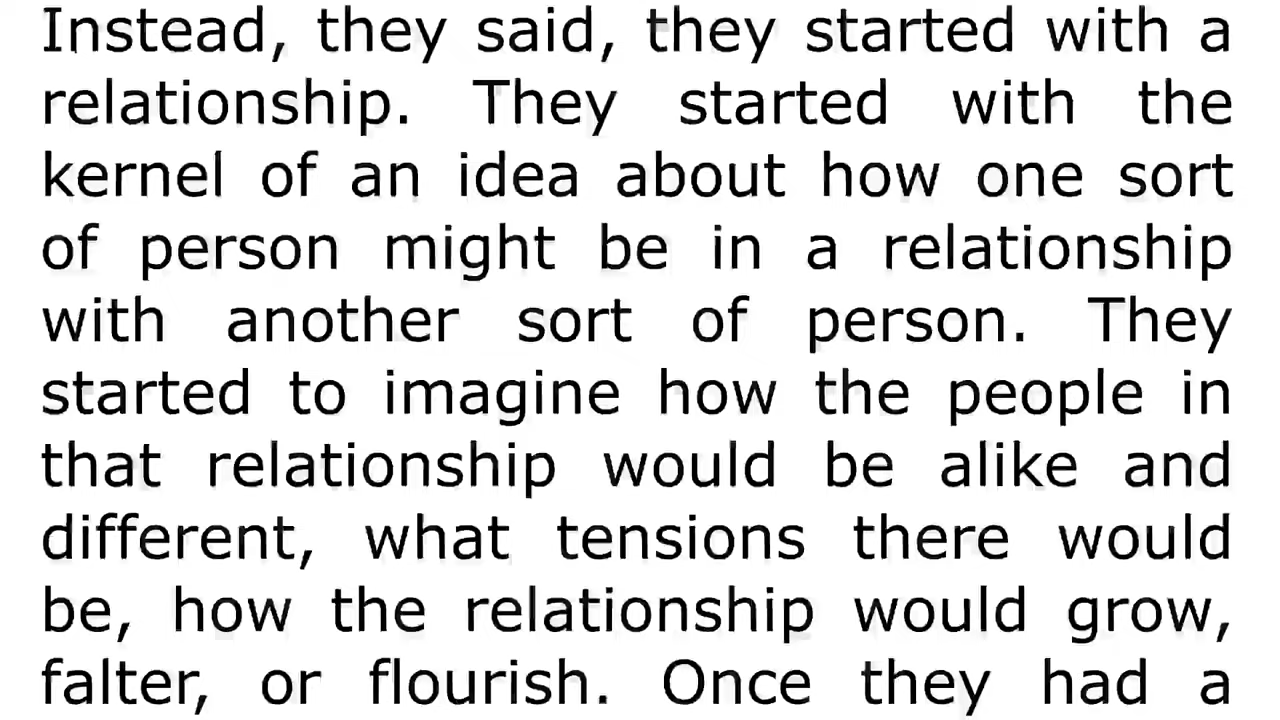 Instead, they said, they started with a
relationship. They started with the
kernel of an idea about how one sort
of person might be in a relationship
with another sort of person. They
started to imagine how the people in
that relationship would be alike and
different, what tensions there would
be, how the relationship would grow,
falter, or flourish. Once they had a